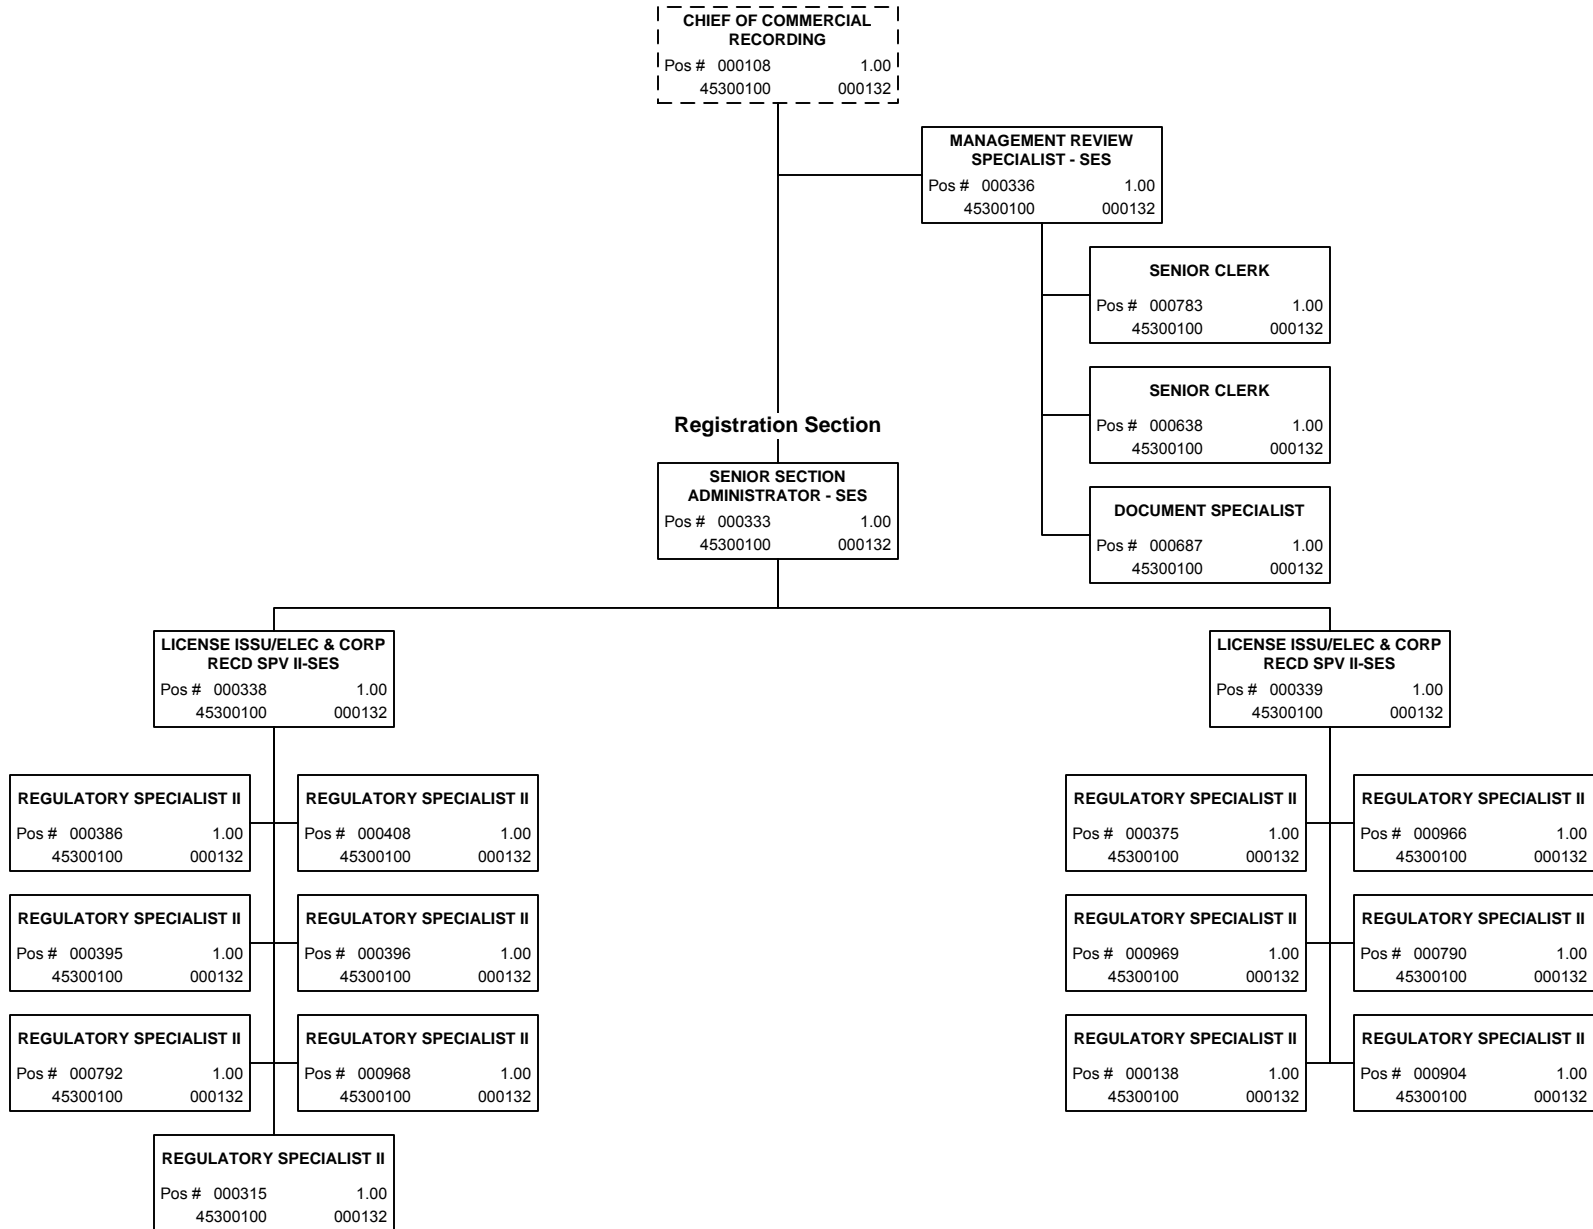 CHIEF OF COMMERCIAL
RECORDING
Pos # 000108 1.00
45300100 000132
MANAGEMENT REVIEW
SPECIALIST - SES
Pos # 000336 1.00
45300100 000132
SENIOR CLERK
Pos # 000783 1.00
45300100 000132
SENIOR CLERK
Pos # 000638 1.00
45300100 000132
DOCUMENT SPECIALIST
Pos # 000687 1.00
45300100 000132
Registration Section
SENIOR SECTION
ADMINISTRATOR - SES
Pos # 000333 1.00
45300100 000132
LICENSE ISSU/ELEC & CORP
RECD SPV II-SES
Pos # 000338 1.00
45300100 000132
REGULATORY SPECIALIST II
Pos # 000386 1.00
45300100 000132
REGULATORY SPECIALIST II
Pos # 000408 1.00
45300100 000132
REGULATORY SPECIALIST II
Pos # 000395 1.00
45300100 000132
REGULATORY SPECIALIST II
Pos # 000396 1.00
45300100 000132
REGULATORY SPECIALIST II
Pos # 000792 1.00
45300100 000132
REGULATORY SPECIALIST II
Pos # 000968 1.00
45300100 000132
REGULATORY SPECIALIST II
Pos # 000315 1.00
45300100 000132
LICENSE ISSU/ELEC & CORP
RECD SPV II-SES
Pos # 000339 1.00
45300100 000132
REGULATORY SPECIALIST II
Pos # 000375 1.00
45300100 000132
REGULATORY SPECIALIST II
Pos # 000966 1.00
45300100 000132
REGULATORY SPECIALIST II
Pos # 000969 1.00
45300100 000132
REGULATORY SPECIALIST II
Pos # 000790 1.00
45300100 000132
REGULATORY SPECIALIST II
Pos # 000138 1.00
45300100 000132
REGULATORY SPECIALIST II
Pos # 000904 1.00
45300100 000132